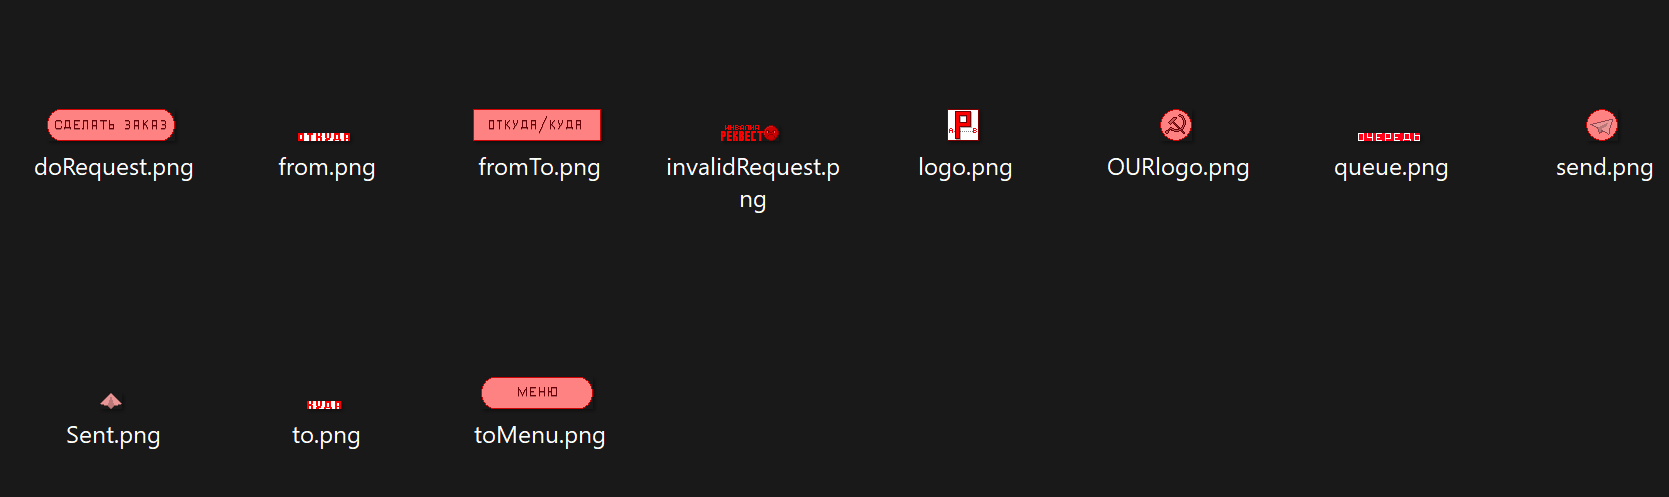 СДЕЛАТЬ ЗАКАЗ
doRequest.png
ОТКУДА
from.png
ОТКУДА/КУДА
fromTo.png
ИНВАЛИД
РЕКВЕСТ
invalidRequest.p
ng
Р
А В
logo.png
OURlogo.png
ОЧЕРЕДЬ
queue.png
send.png
Sent.png
КУДА
to.png
МЕНЮ
toMenu.png